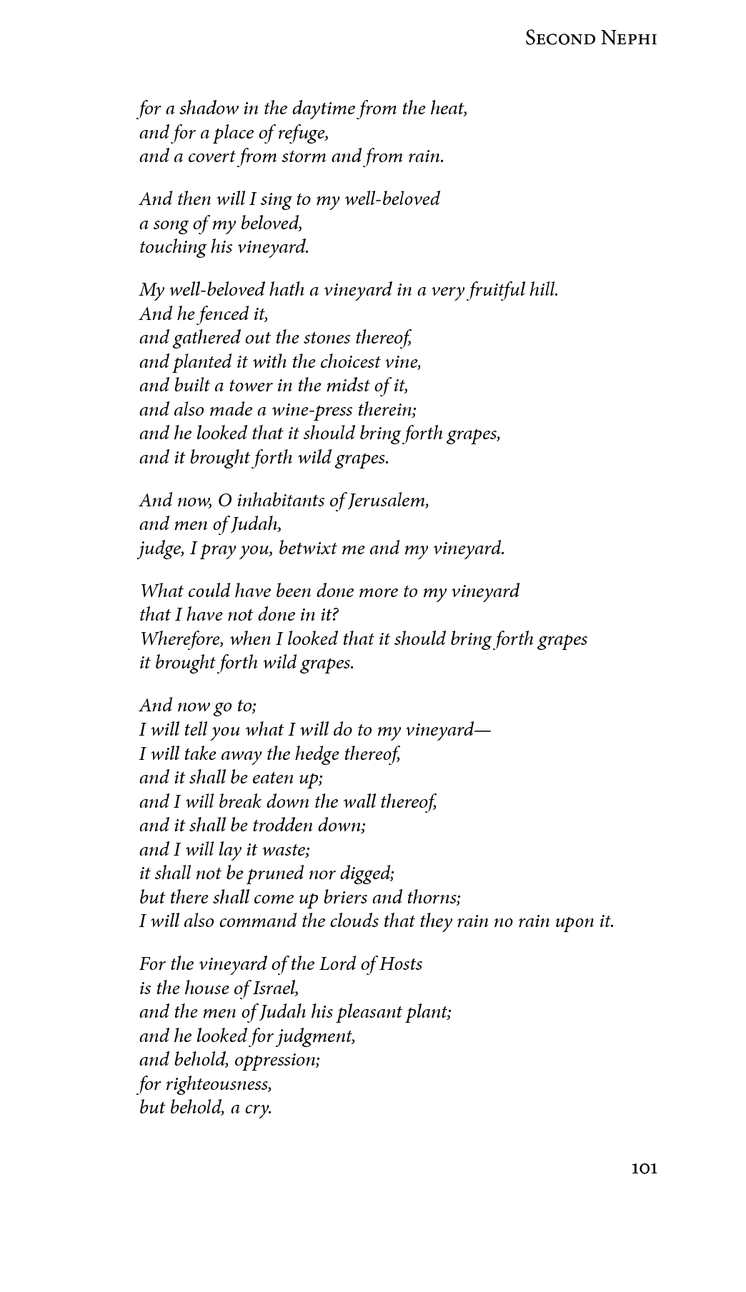 Second Nephi
for a shadow in the daytime from the heat,
and for a place of refuge,
and a covert from storm and from rain.
And then will I sing to my well-beloved
a song of my beloved,
touching his vineyard.
My well-beloved hath a vineyard in a very fruitful hill.
And he fenced it,
and gathered out the stones thereof,
and planted it with the choicest vine,
and built a tower in the midst of it,
and also made a wine-press therein;
and he looked that it should bring forth grapes,
and it brought forth wild grapes.
And now, O inhabitants of Jerusalem,
and men of Judah,
judge, I pray you, betwixt me and my vineyard.
What could have been done more to my vineyard
that I have not done in it?
Wherefore, when I looked that it should bring forth grapes
it brought forth wild grapes.
And now go to;
I will tell you what I will do to my vineyard—
I will take away the hedge thereof,
and it shall be eaten up;
and I will break down the wall thereof,
and it shall be trodden down;
and I will lay it waste;
it shall not be pruned nor digged;
but there shall come up briers and thorns;
I will also command the clouds that they rain no rain upon it.
For the vineyard of the Lord of Hosts
is the house of Israel,
and the men of Judah his pleasant plant;
and he looked for judgment,
and behold, oppression;
for righteousness,
but behold, a cry.
101